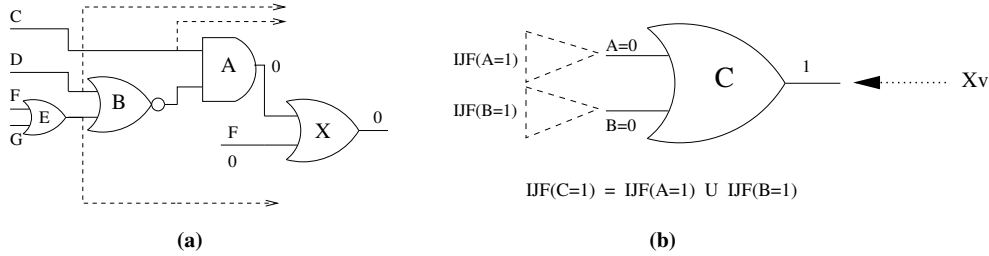 C
D
F
E
G
B
A
0
F
0
X
0
(a)
IJF(A=1)
IJF(B=1)
A=0
B=0
C
1
Xv
IJF(C=1) = IJF(A=1) U IJF(B=1)
(b)